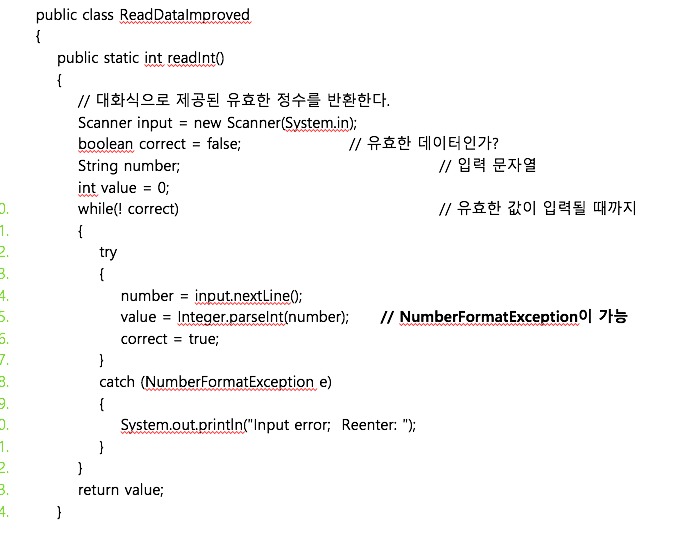 public class ReadDataImproved
{
public static int readInt()
{
// 대화식으로 제공된 유효한 정수를 반환한다.
Scanner input = new Scanner(System.in);
boolean correct = false; // 유효한 데이터인가?
String number; // 입력 문자열
int value = 0;
0. while(! correct) // 유효한 값이 입력될 때까지
1. {
2. try
3. {
4. number = input.nextLine();
5. value = Integer.parseInt(number); // NumberFormatException이 가능
6. correct = true;
7. }
8. catch (NumberFormatException e)
9. {
0. System.out.println("Input error; Reenter: ");
1. }
2. }
3. return value;
4. }